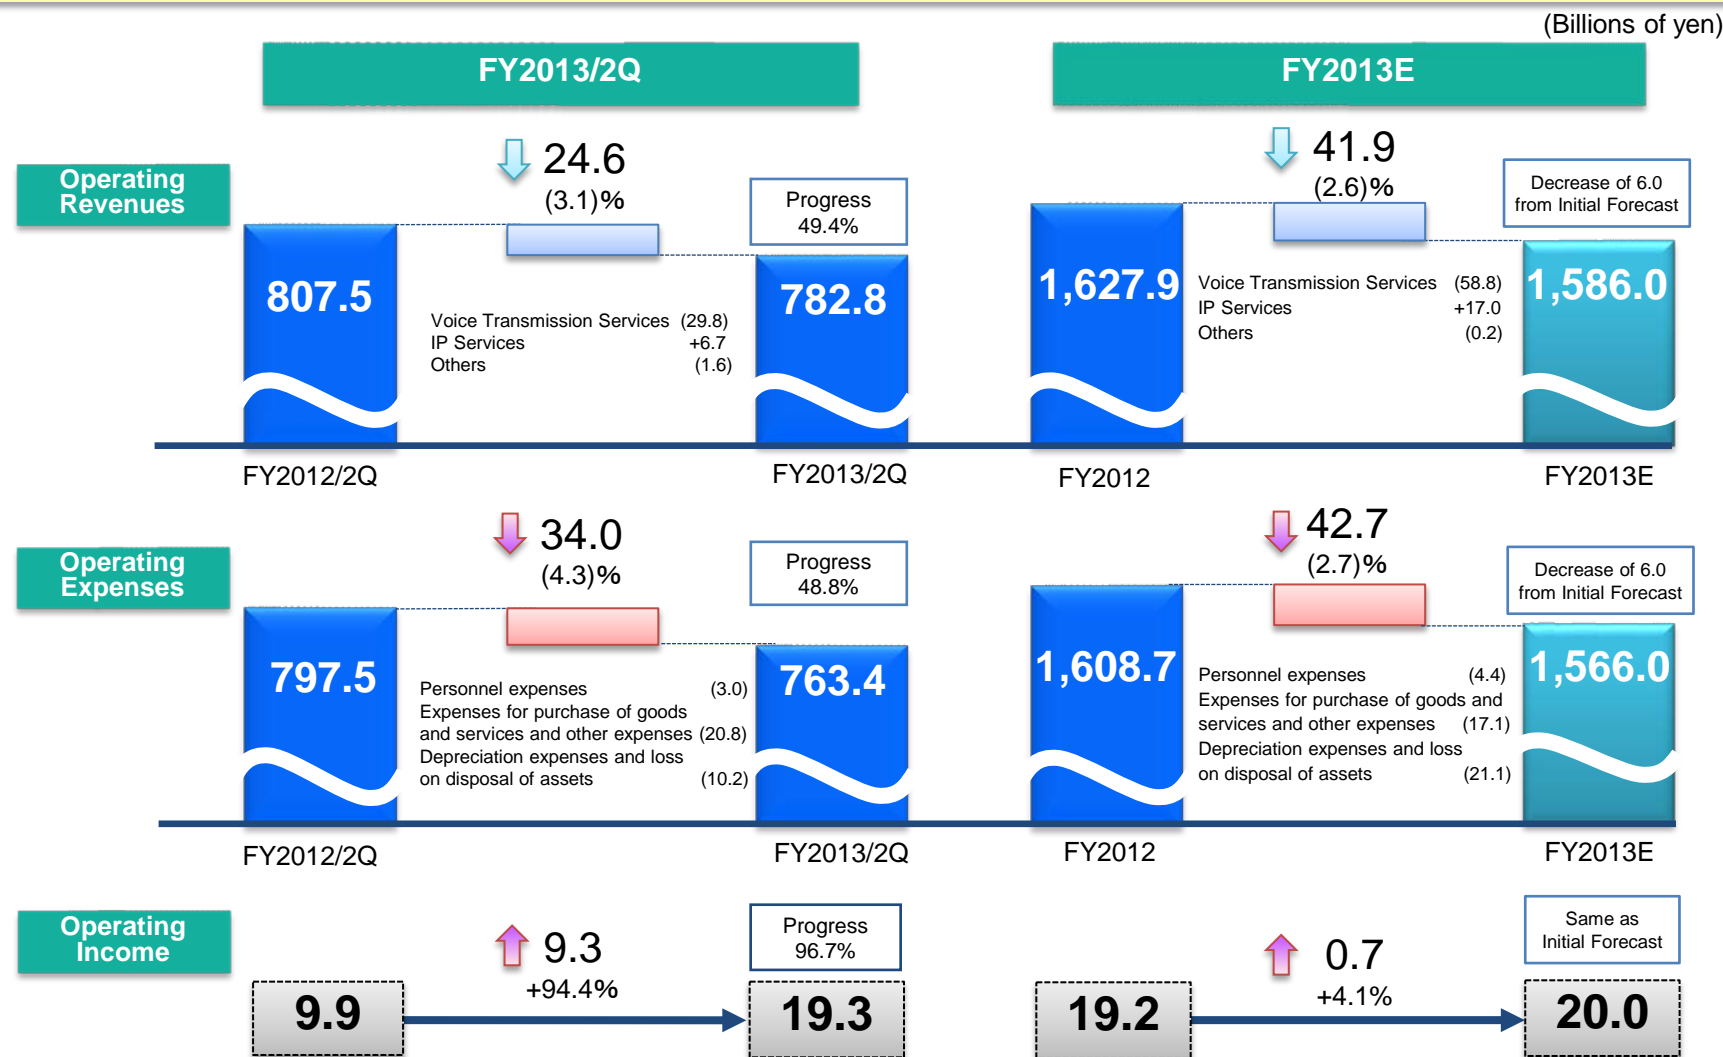 (Billions of yen)
FY2013/2Q
FY2013E
Operating
Revenues
24.6
(3.1)%
Progress
49.4%
807.5
782.8
Voice Transmission Services (29.8)
IP Services +6.7
Others (1.6)
FY2012/2Q
FY2013/2Q
41.9
(2.6)%
Decrease of 6.0
from Initial Forecast
1,627.9
1,586.0
Voice Transmission Services (58.8)
IP Services +17.0
Others (0.2)
FY2012
FY2013E
Operating
Expenses
34.0
(4.3)%
Progress
48.8%
797.5
763.4
Personnel expenses (3.0)
Expenses for purchase of goods
and services and other expenses (20.8)
Depreciation expenses and loss
on disposal of assets (10.2)
FY2012/2Q
FY2013/2Q
42.7
(2.7)%
Decrease of 6.0
from Initial Forecast
1,608.7
1,566.0
Personnel expenses (4.4)
Expenses for purchase of goods and
services and other expenses (17.1)
Depreciation expenses and loss
on disposal of assets (21.1)
FY2012
FY2013E
Operating
Income
9.3
+94.4%
Progress
96.7%
9.9
19.3
0.7
+4.1%
Same as
Initial Forecast
19.2
20.0